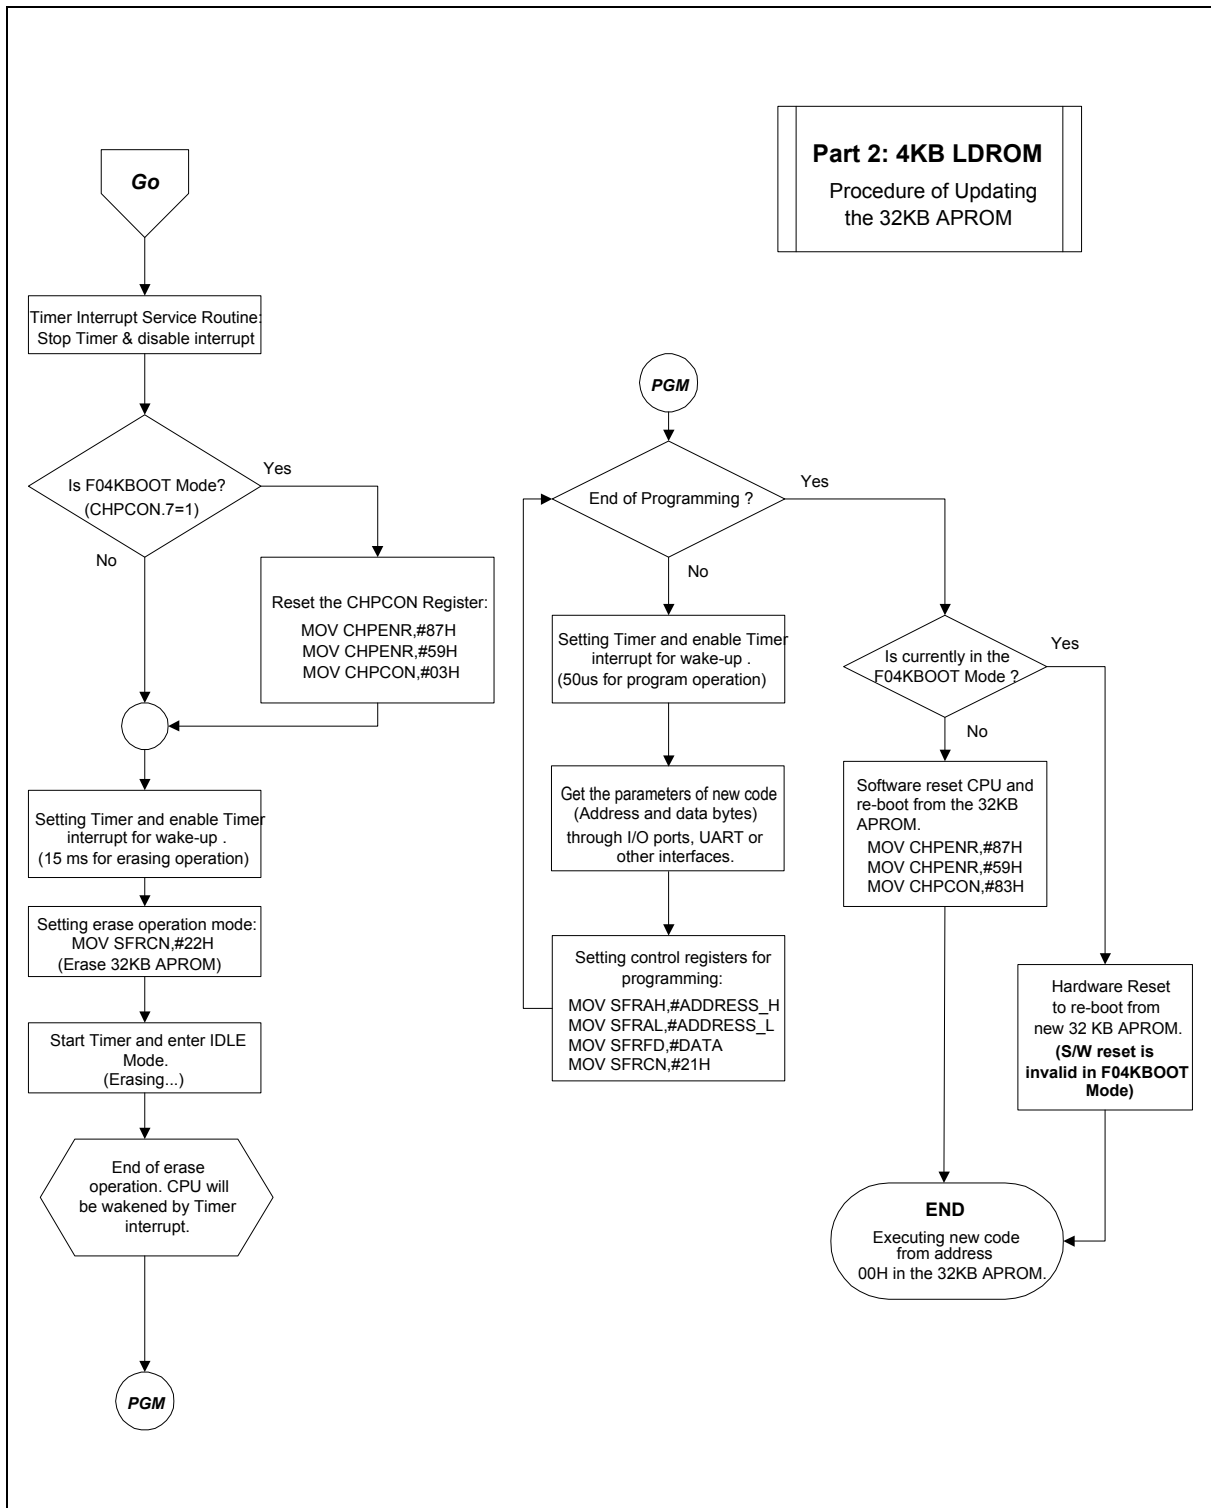 Part 2: 4KB LDROM
Procedure of Updating
the 32KB APROM
Go
Timer Interrupt Service Routine:
Stop Timer & disable interrupt
Is F04KBOOT Mode?
(CHPCON.7=1)
Yes
No
Reset the CHPCON Register:
MOV CHPENR,#87H
MOV CHPENR,#59H
MOV CHPCON,#03H
Setting Timer and enable Timer
interrupt for wake-up .
(15 ms for erasing operation)
Setting erase operation mode:
MOV SFRCN,#22H
(Erase 32KB APROM)
Start Timer and enter IDLE
Mode.
(Erasing...)
End of erase
operation. CPU will
be wakened by Timer
interrupt.
PGM
PGM
End of Programming ?
Yes
No
Setting Timer and enable Timer
interrupt for wake-up .
(50us for program operation)
Get the parameters of new code
(Address and data bytes)
through I/O ports, UART or
other interfaces.
Setting control registers for
programming:
MOV SFRAH,#ADDRESS_H
MOV SFRAL,#ADDRESS_L
MOV SFRFD,#DATA
MOV SFRCN,#21H
Is currently in the
F04KBOOT Mode ?
Yes
No
Software reset CPU and
re-boot from the 32KB
APROM.
MOV CHPENR,#87H
MOV CHPENR,#59H
MOV CHPCON,#83H
Hardware Reset
to re-boot from
new 32 KB APROM.
(S/W reset is
invalid in F04KBOOT
Mode)
END
Executing new code
from address
00H in the 32KB APROM.